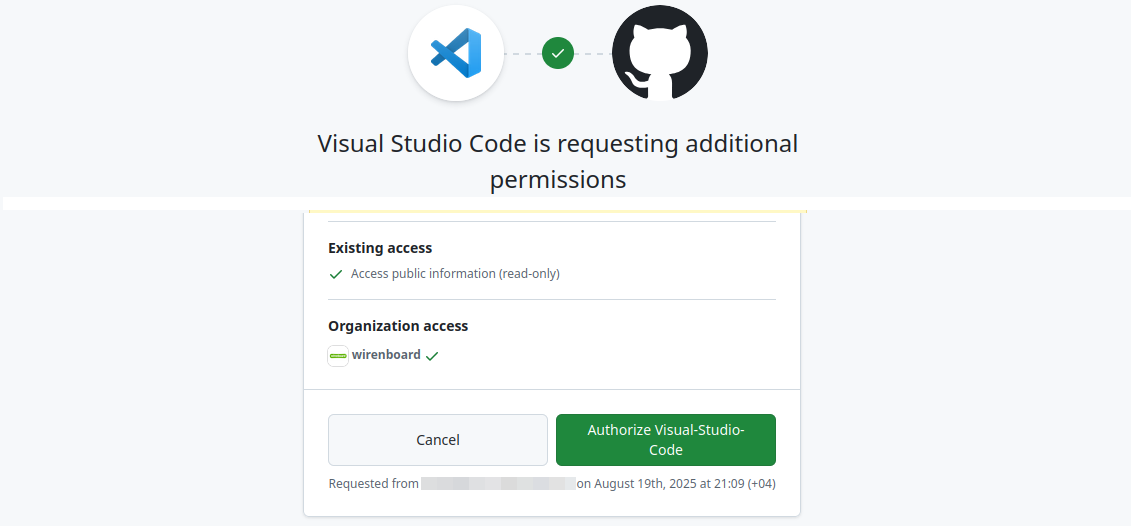 Visual Studio Code is requesting additional
permissions
Existing access
Access public information (read-only)
Organization access
wirenboard
Cancel
Authorize Visual-Studio-
Code
Requested from on August 19th, 2025 at 21:09 (+04)